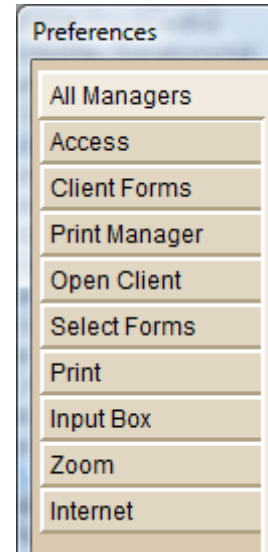 Preferences
All Managers
Access
Client Forms
Print Manager
Open Client
Select Forms
Print
Input Box
Zoom
Internet